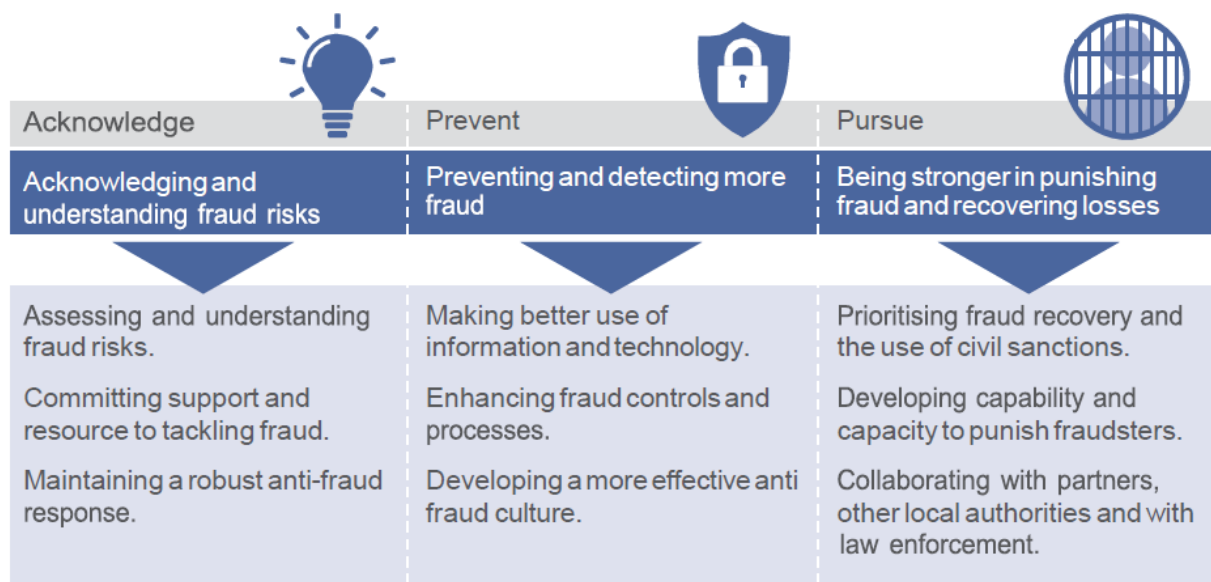 Acknowledge
Prevent
Pursue
Acknowledging and
understanding fraud risks
Preventing and detecting more
fraud
Being stronger in punishing
fraud and recovering losses
Assessing and understanding
fraud risks.
Committing support and
resource to tackling fraud.
Maintaining a robust anti-fraud
response.
Making better use of
information and technology.
Enhancing fraud controls and
processes.
Developing a more effective anti
fraud culture.
Prioritising fraud recovery and
the use of civil sanctions.
Developing capability and
capacity to punish fraudsters.
Collaborating with partners,
other local authorities and with
law enforcement.